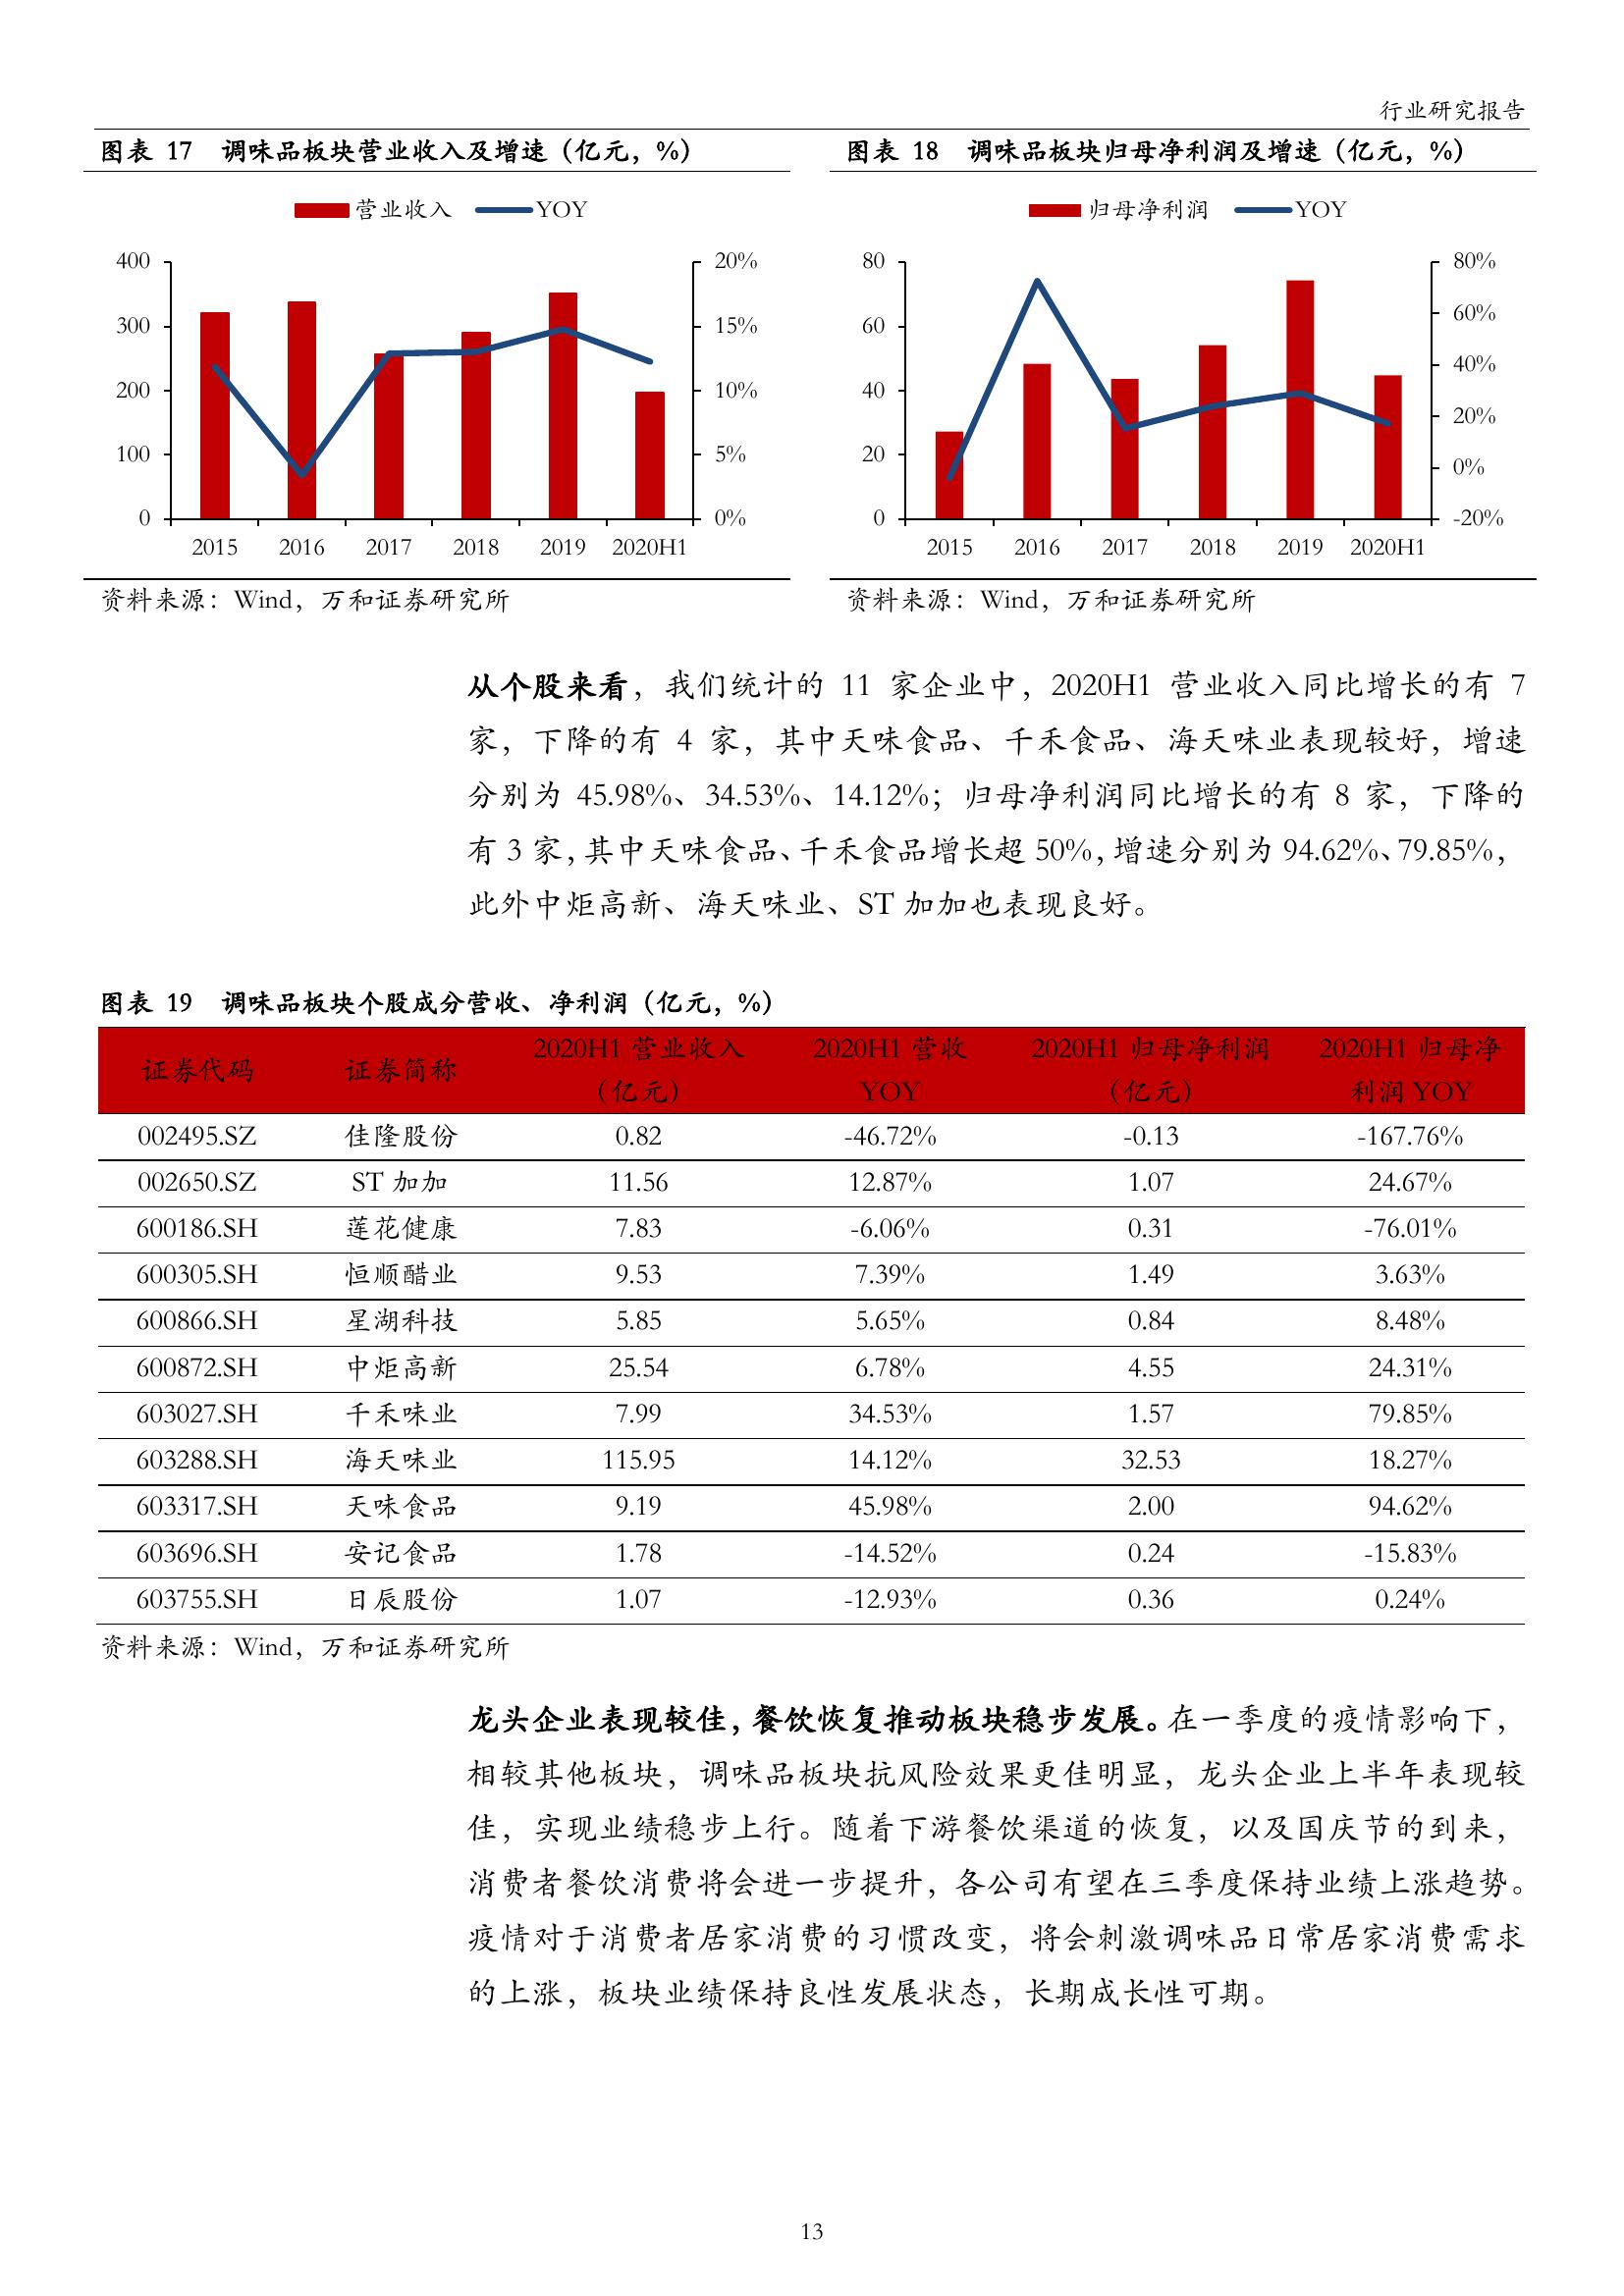 行业研究报告
图表 17 调味品板块营业收入及增速（亿元，%）
营业收入 YOY
400
300
200
100
0
20%
15%
10%
5%
0%
2015 2016 2017 2018 2019 2020H1
资料来源：Wind，万和证券研究所
图表 18 调味品板块归母净利润及增速（亿元，%）
归母净利润 YOY
80
60
40
20
0
80%
60%
40%
20%
0%
-20%
2015 2016 2017 2018 2019 2020H1
资料来源：Wind，万和证券研究所
从个股来看，我们统计的 11 家企业中，2020H1 营业收入同比增长的有 7
家，下降的有 4 家，其中天味食品、千禾食品、海天味业表现较好，增速
分别为 45.98%、34.53%、14.12%；归母净利润同比增长的有 8 家，下降的
有 3 家，其中天味食品、千禾食品增长超 50%，增速分别为 94.62%、79.85%，
此外中炬高新、海天味业、ST 加加也表现良好。
图表 19 调味品板块个股成分营收、净利润（亿元，%）
证券代码 证券简称 2020H1 营业收入（亿元） 2020H1 营收 YOY 2020H1 归母净利润（亿元） 2020H1 归母净利润 YOY
002495.SZ 佳隆股份 0.82 -46.72% -0.13 -167.76%
002650.SZ ST 加加 11.56 12.87% 1.07 24.67%
600186.SH 莲花健康 7.83 -6.06% 0.31 -76.01%
600305.SH 恒顺醋业 9.53 7.39% 1.49 3.63%
600866.SH 星湖科技 5.85 5.65% 0.84 8.48%
600872.SH 中炬高新 25.54 6.78% 4.55 24.31%
603027.SH 千禾味业 7.99 34.53% 1.57 79.85%
603288.SH 海天味业 115.95 14.12% 32.53 18.27%
603317.SH 天味食品 9.19 45.98% 2.00 94.62%
603696.SH 安记食品 1.78 -14.52% 0.24 -15.83%
603755.SH 日辰股份 1.07 -12.93% 0.36 0.24%
资料来源：Wind，万和证券研究所
龙头企业表现较佳，餐饮恢复推动板块稳步发展。在一季度的疫情影响下，
相较其他板块，调味品板块抗风险效果更佳明显，龙头企业上半年表现较
佳，实现业绩稳步上行。随着下游餐饮渠道的恢复，以及国庆节的到来，
消费者餐饮消费将会进一步提升，各公司有望在三季度保持业绩上涨趋势。
疫情对于消费者居家消费的习惯改变，将会刺激调味品日常居家消费需求
的上涨，板块业绩保持良性发展状态，长期成长性可期。
13